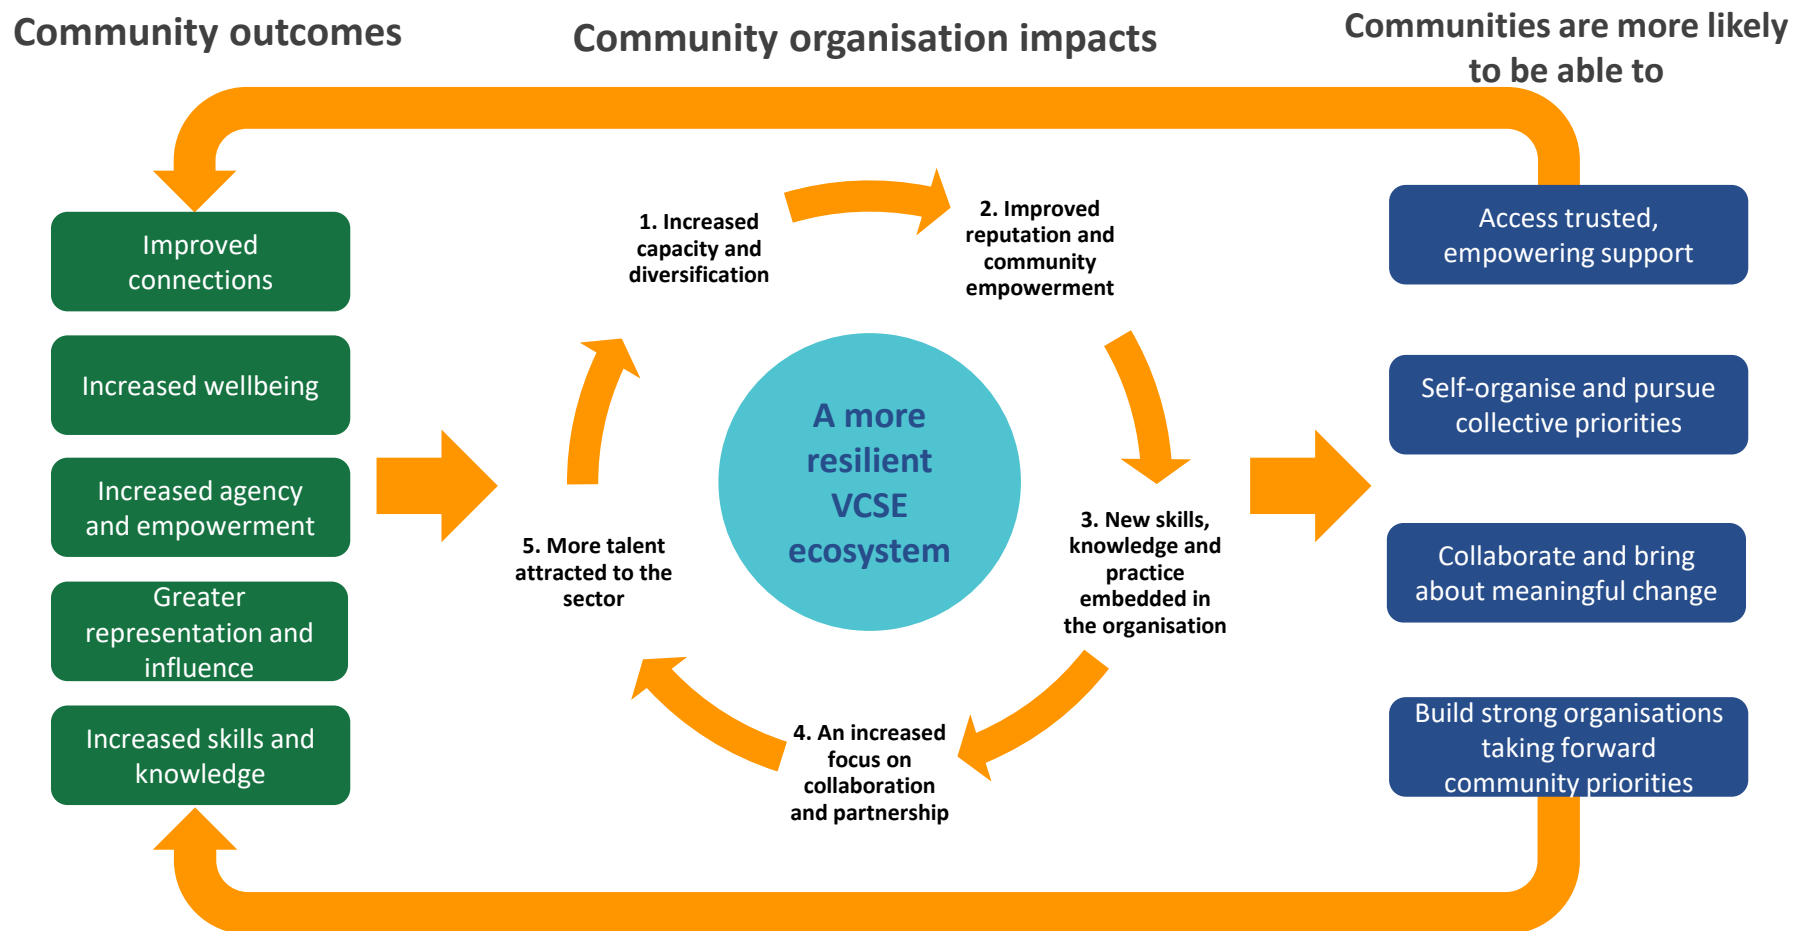 Community outcomes
Community organisation impacts
Communities are more likely
to be able to
Improved
connections
Increased wellbeing
Increased agency
and empowerment
Greater
representation and
influence
Increased skills and
knowledge
1. Increased
capacity and
diversification
2. Improved
reputation and
community
empowerment
3. New skills,
knowledge and
practice
embedded in
the organisation
4. An increased
focus on
collaboration
and partnership
5. More talent
attracted to the
sector
A more
resilient
VCSE
ecosystem
Access trusted,
empowering support
Self-organise and pursue
collective priorities
Collaborate and bring
about meaningful change
Build strong organisations
taking forward
community priorities